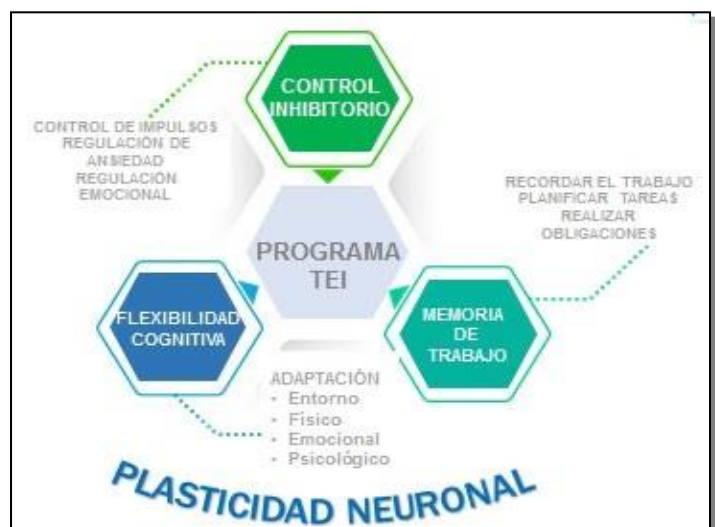 CONTROL
INHIBITORIO
CONTROL DE IMPULSOS
REGULACIÓN DE
ANSIEDAD
REGULACIÓN
EMOCIONAL
RECORDAR EL TRABAJO
PLANIFICAR TAREAS
REALIZAR
OBLIGACIONES
PROGRAMA
TEI
FLEXIBILIDAD
COGNITIVA
MEMORIA
DE
TRABAJO
ADAPTACIÓN
• Entorno
• Físico
• Emocional
• Psicológico
PLASTICIDAD NEURONAL